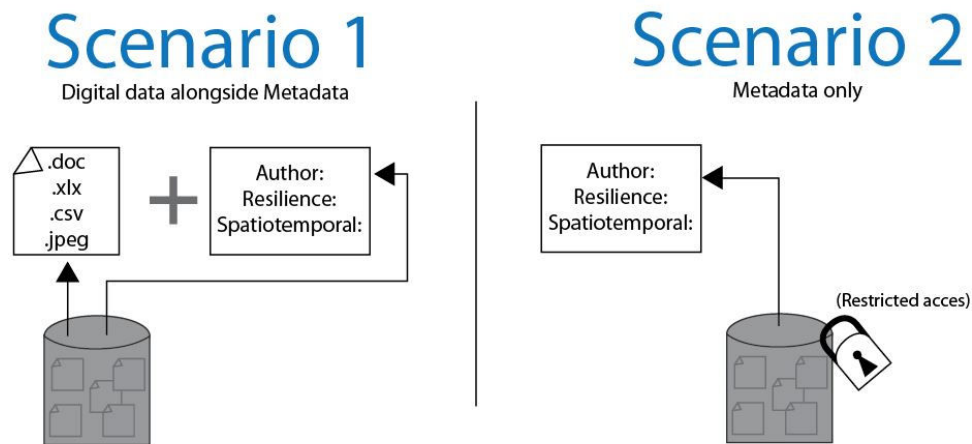 Scenario 1
Digital data alongside Metadata
.doc
.xlx
.csv
.jpeg
+
Author:
Resilience:
Spatiotemporal:
Scenario 2
Metadata only
Author:
Resilience:
Spatiotemporal:
(Restricted acces)